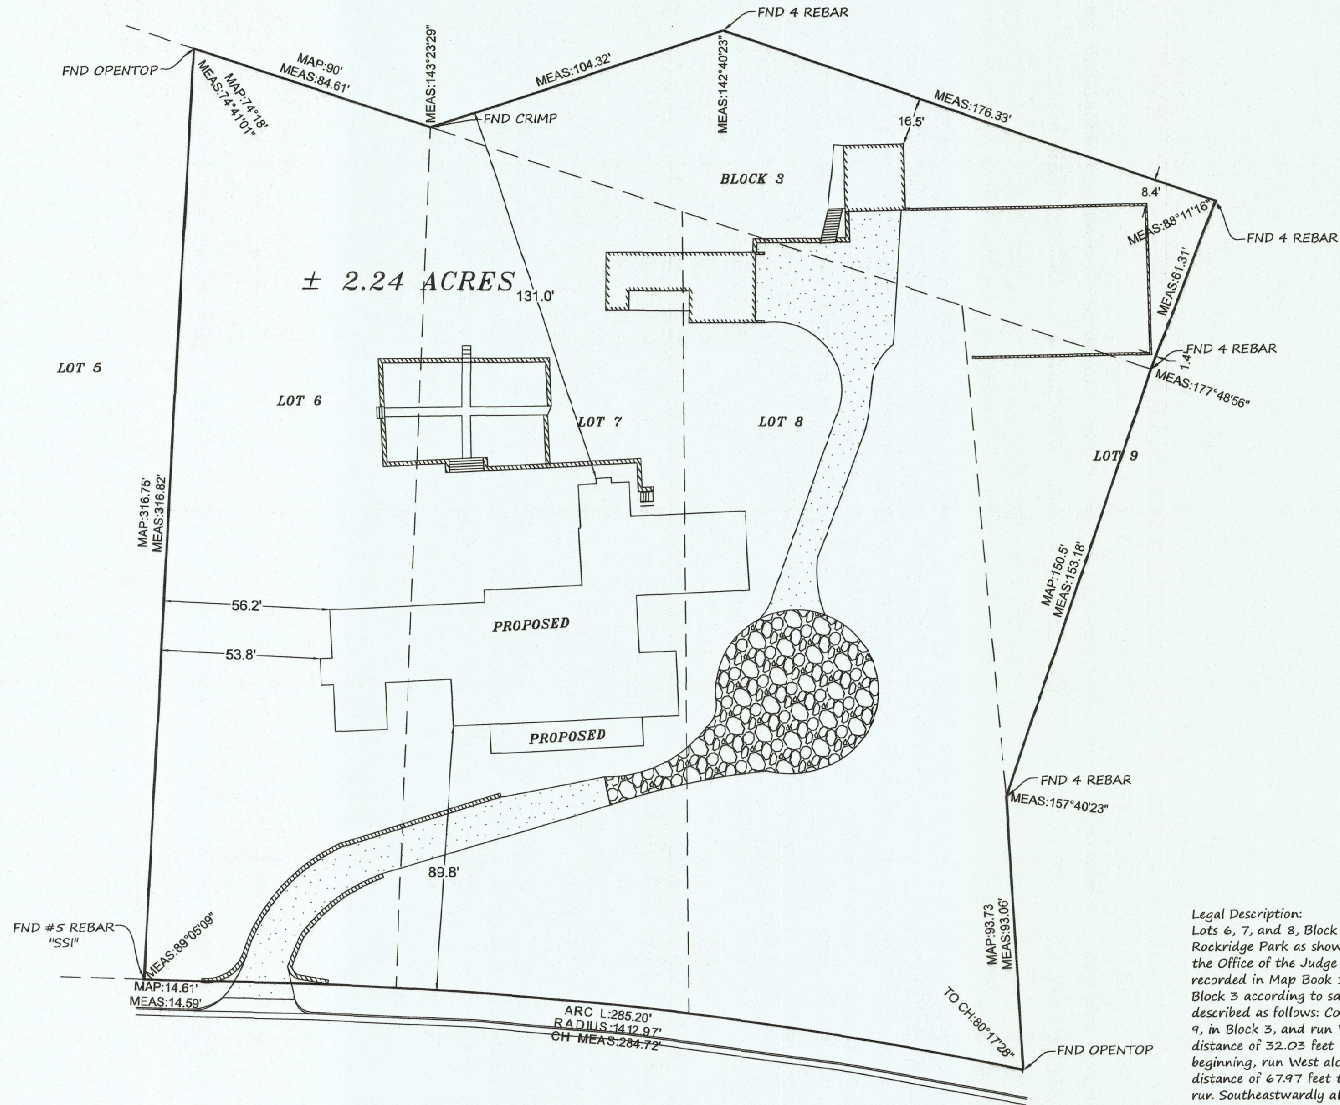 FND 4 REBAR
FND OPENTOP
MAP:90'
MEAS:84.61'
MEAS:143°23'29"
MEAS:104.32'
MEAS:142°40'23"
MEAS:176.33'
MAP:74°18'
MEAS:74°41'01"
FND CRIMP
16.5'
BLOCK 3
8.4'
MEAS:88°11'16"
FND 4 REBAR
± 2.24 ACRES
131.0'
MEAS:61.31'
FND 4 REBAR
1.4'
MEAS:177°48'56"
LOT 5
LOT 6
LOT 7
LOT 8
LOT 9
MAP:316.75'
MEAS:316.82'
MAP:150.5'
MEAS:153.18'
56.2'
PROPOSED
53.8'
PROPOSED
FND 4 REBAR
MEAS:157°40'23"
89.8'
FND #5 REBAR
"SSI"
MEAS:89°05'09"
MAP:93.73
MEAS:93.06'
MAP:14.61'
MEAS:14.59'
ARC L:285.20'
RADIUS:1412.97'
CH MEAS:284.72'
TO CH:80°17'28"
FND OPENTOP
Legal Description:
Lots 6, 7, and 8, Block
Rockridge Park as show
the Office of the Judge
recorded in Map Book
Block 3 according to sa
described as follows: Co
9, in Block 3, and run
distance of 32.03 feet
beginning, run West alo
distance of 67.97 feet t
run. Southeastwardly al